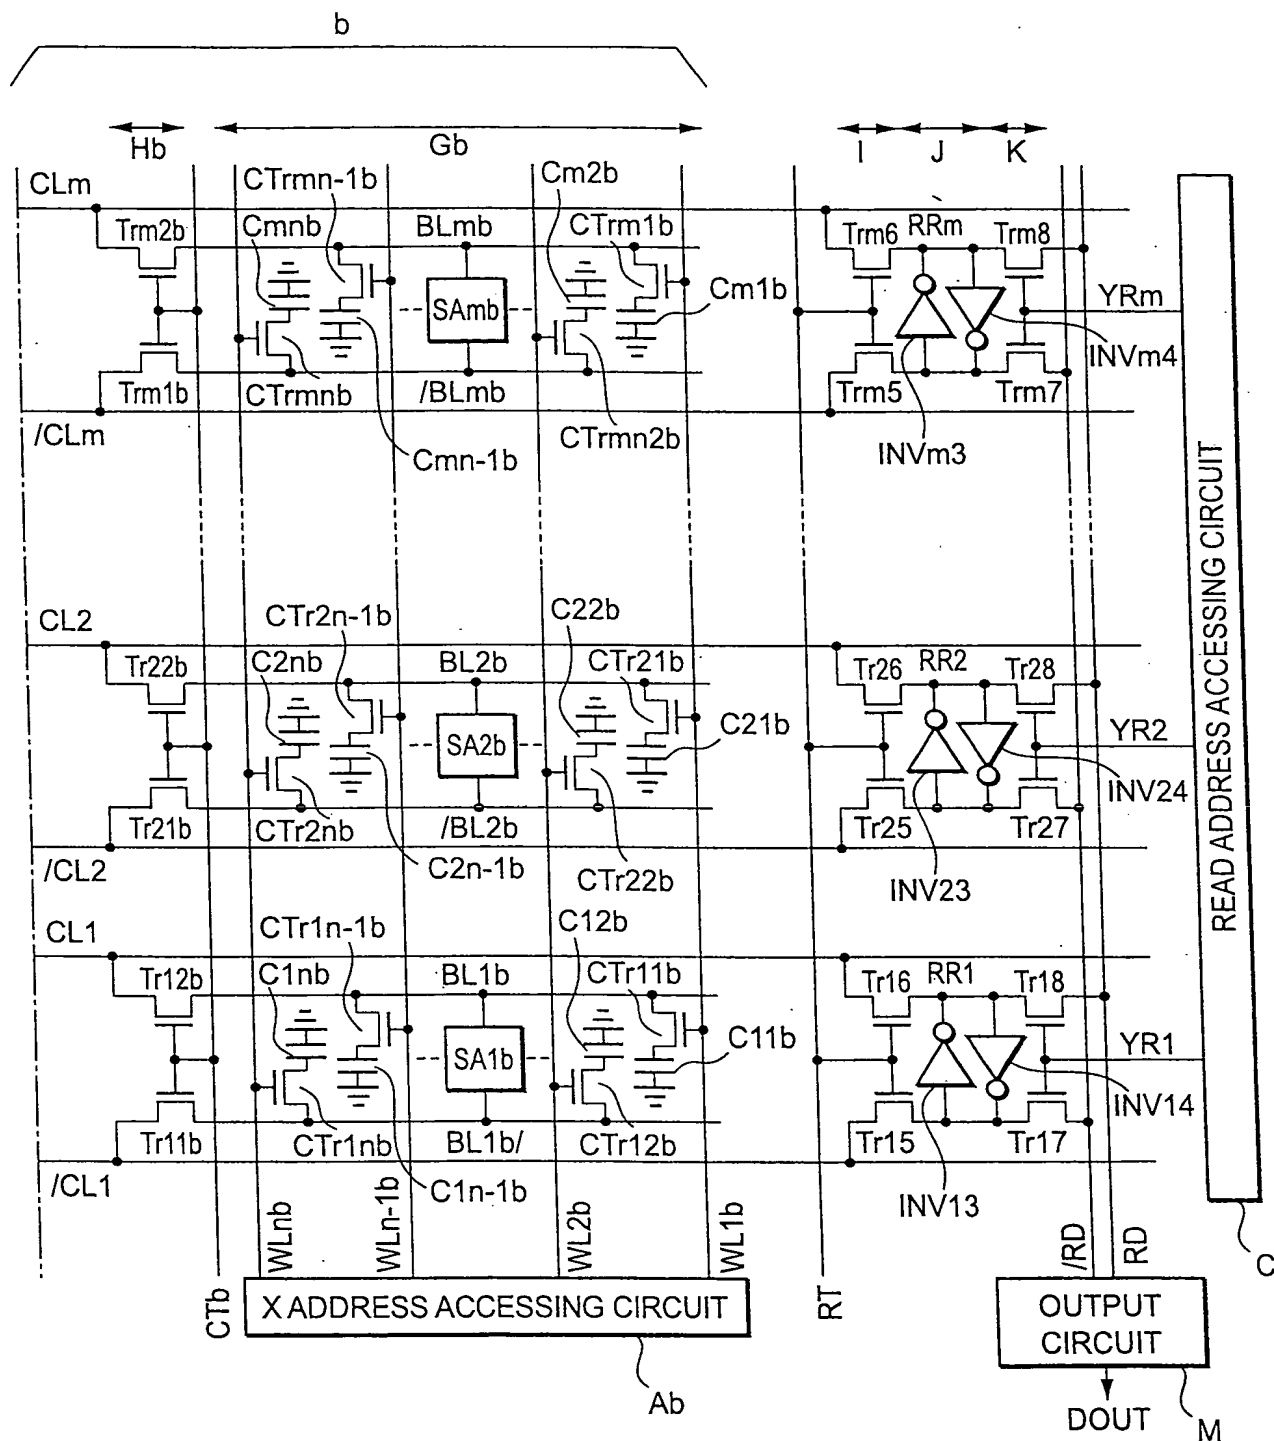 b
Hb
Gb
I
J
K
CLm
CTrmn-1b
Cm2b
Trm2b
Cmnb
BLmb
CTrm1b
Trm6
RRm
Trm8
SAmb
Cm1b
YRm
INVm4
Trm1b
CTrmnb
/BLmb
Trm5
Trm7
/CLm
Cmn-1b
CTrmn2b
INVm3
READ ADDRESS ACCESSING CIRCUIT
CL2
CTr2n-1b
C22b
Tr22b
C2nb
BL2b
CTr21b
Tr26
RR2
Tr28
SA2b
C21b
YR2
INV24
Tr21b
CTr2nb
/BL2b
Tr25
Tr27
/CL2
C2n-1b
CTr22b
INV23
CL1
CTr1n-1b
C12b
Tr12b
C1nb
BL1b
CTr11b
Tr16
RR1
Tr18
SA1b
C11b
YR1
INV14
Tr11b
CTr1nb
BL1b/
CTr12b
Tr15
Tr17
/CL1
C1n-1b
INV13
CTb
WLnb
WLn-1b
WL2b
WL1b
RT
/RD
RD
C
X ADDRESS ACCESSING CIRCUIT
OUTPUT
CIRCUIT
Ab
DOUT
M